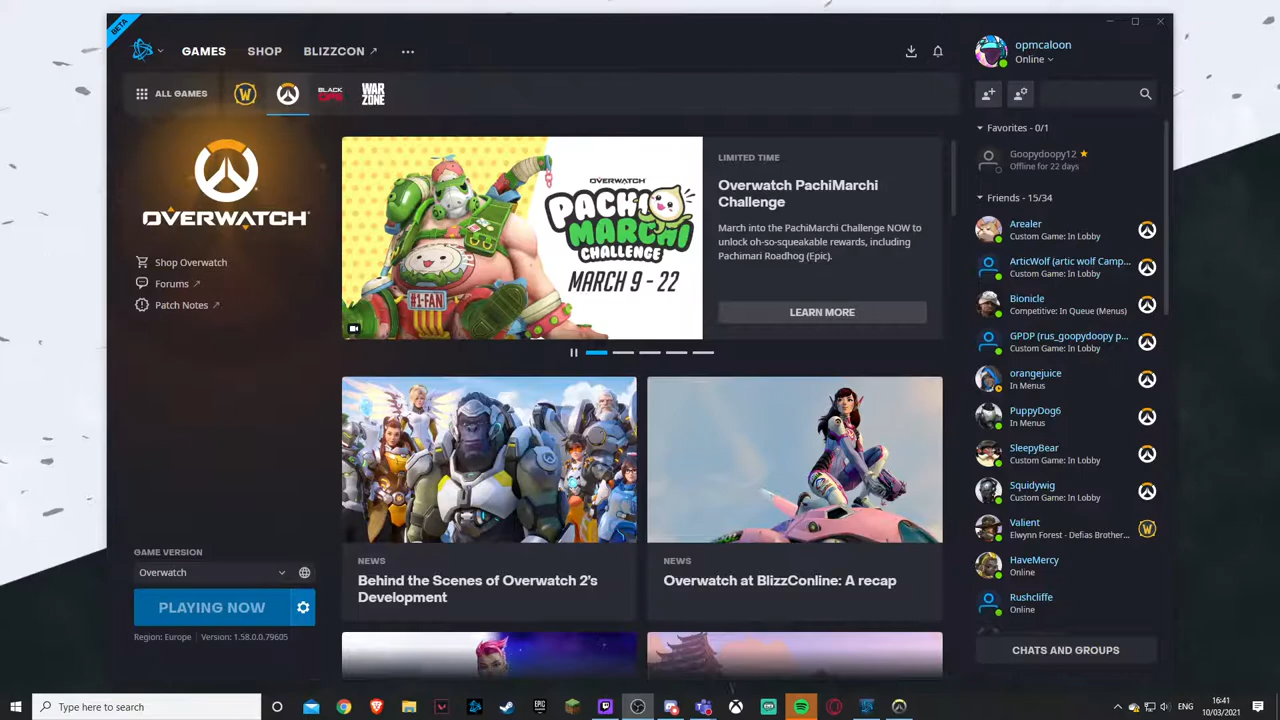 BETA
GAMES
SHOP
BLIZZCON
opmcaloon
Online
ALL GAMES
BLACK
OPS
WAR
ZONE
OVERWATCH
Shop Overwatch
Forums
Patch Notes
OVERWATCH
PACHI
MARCHI
CHALLENGE
MARCH 9 - 22
#1-FAN
LIMITED TIME
Overwatch PachiMarchi
Challenge
March into the PachiMarchi Challenge NOW to
unlock oh-so-squeakable rewards, including
Pachimari Roadhog (Epic).
LEARN MORE
NEWS
Behind the Scenes of Overwatch 2's
Development
NEWS
Overwatch at BlizzConline: A recap
GAME VERSION
Overwatch
PLAYING NOW
Region: Europe
Version: 1.58.0.0.79605
Favorites - 0/1
Goopydoopy12
Offline for 22 days
Friends - 15/34
Arealer
Custom Game: In Lobby
ArticWolf (artic wolf Camp...
Custom Game: In Lobby
Bionicle
Competitive: In Queue (Menus)
GPDP (rus_goopydoopy p...
Custom Game: In Lobby
orangejuice
In Menus
PuppyDog6
In Menus
SleepyBear
Custom Game: In Lobby
Squidywig
Custom Game: In Lobby
Valient
Elwynn Forest - Defias Brother...
HaveMercy
Online
Rushcliffe
Online
CHATS AND GROUPS
Type here to search
EPIC
ENG
16:41
10/03/2021